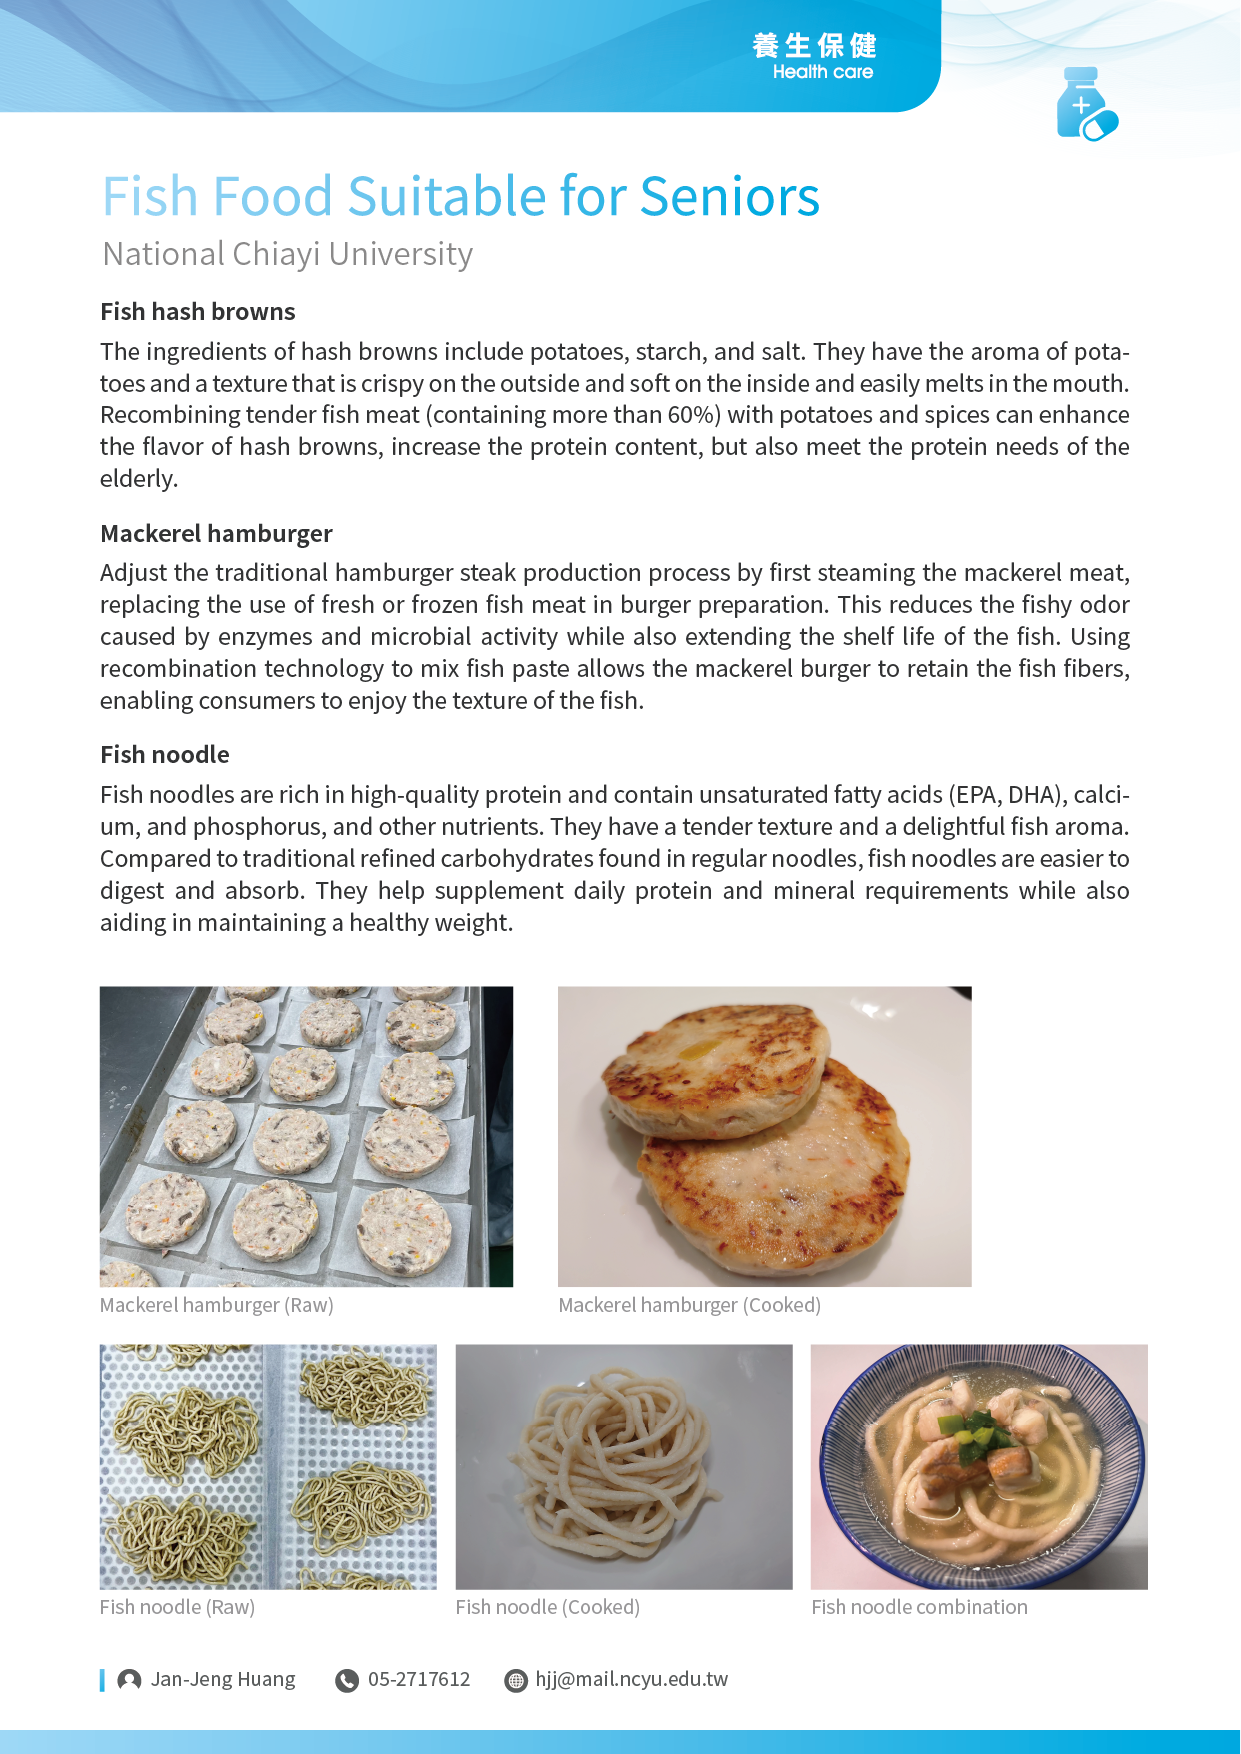 養生保健
Health care
Fish Food Suitable for Seniors
National Chiayi University
Fish hash browns
The ingredients of hash browns include potatoes, starch, and salt. They have the aroma of pota-
toes and a texture that is crispy on the outside and soft on the inside and easily melts in the mouth.
Recombining tender fish meat (containing more than 60%) with potatoes and spices can enhance
the flavor of hash browns, increase the protein content, but also meet the protein needs of the
elderly.
Mackerel hamburger
Adjust the traditional hamburger steak production process by first steaming the mackerel meat,
replacing the use of fresh or frozen fish meat in burger preparation. This reduces the fishy odor
caused by enzymes and microbial activity while also extending the shelf life of the fish. Using
recombination technology to mix fish paste allows the mackerel burger to retain the fish fibers,
enabling consumers to enjoy the texture of the fish.
Fish noodle
Fish noodles are rich in high-quality protein and contain unsaturated fatty acids (EPA, DHA), calci-
um, and phosphorus, and other nutrients. They have a tender texture and a delightful fish aroma.
Compared to traditional refined carbohydrates found in regular noodles, fish noodles are easier to
digest and absorb. They help supplement daily protein and mineral requirements while also
aiding in maintaining a healthy weight.
Mackerel hamburger (Raw)
Mackerel hamburger (Cooked)
Fish noodle (Raw)
Fish noodle (Cooked)
Fish noodle combination
Jan-Jeng Huang
05-2717612
hjj@mail.ncyu.edu.tw